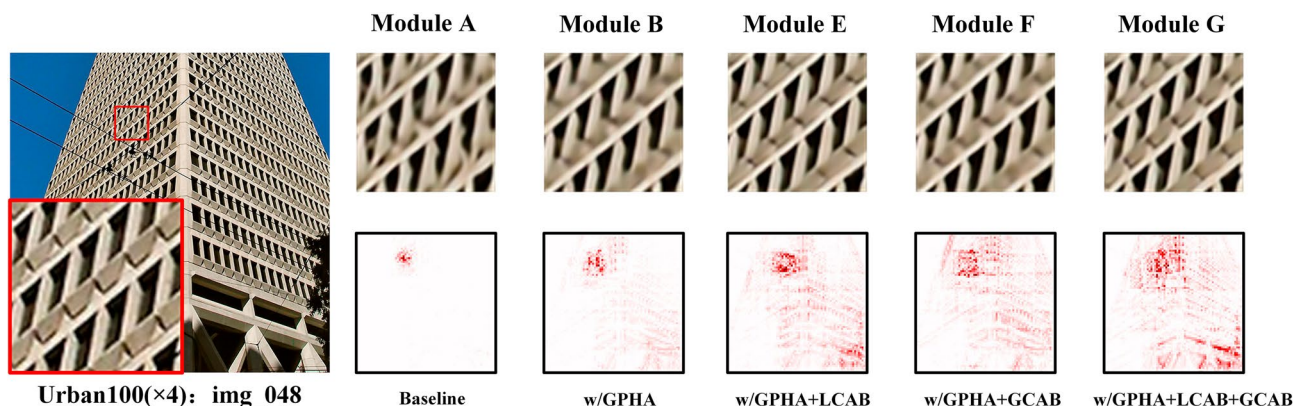 Module A Module B Module E Module F Module G
Urban100(×4)：img_048 Baseline w/GPHA w/GPHA+LCAB w/GPHA+GCAB w/GPHA+LCAB+GCAB